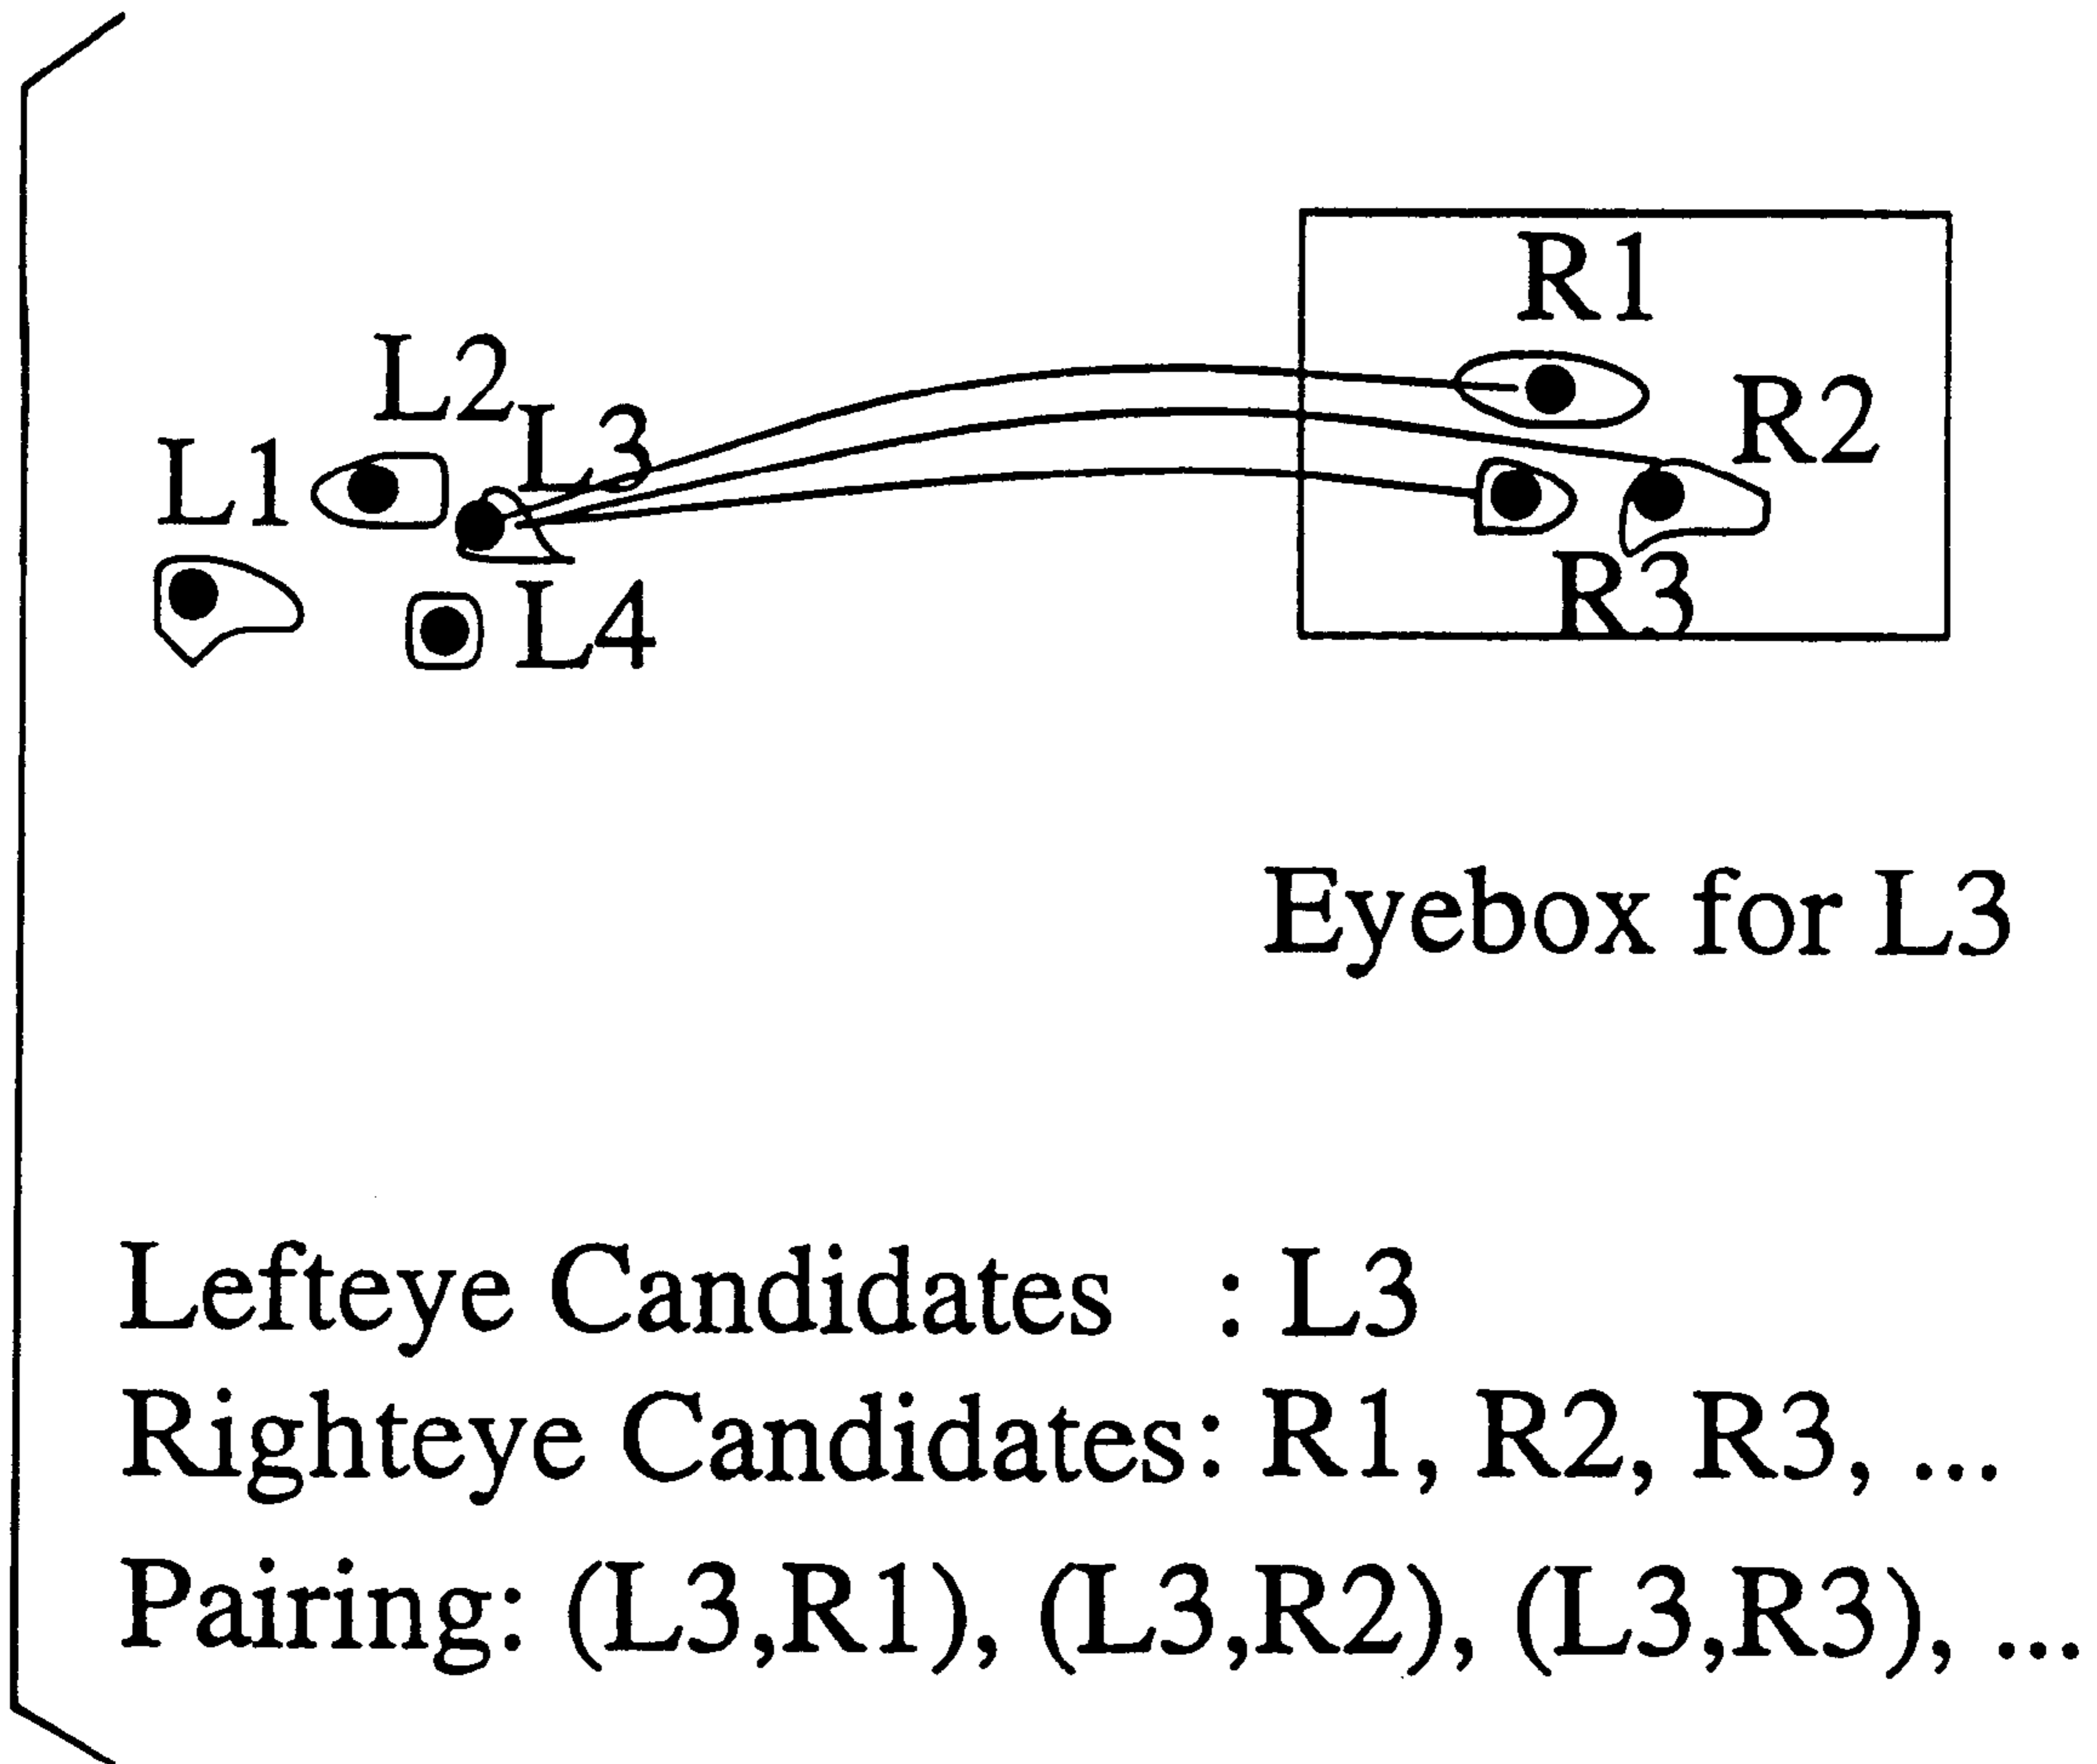 R1
L2
R2
L3
L1
R3
L4
Eyebox for L3
Lefteye Candidates : L3
Righteye Candidates: R1, R2, R3, ...
Pairing: (L3,R1), (L3,R2), (L3,R3), ...